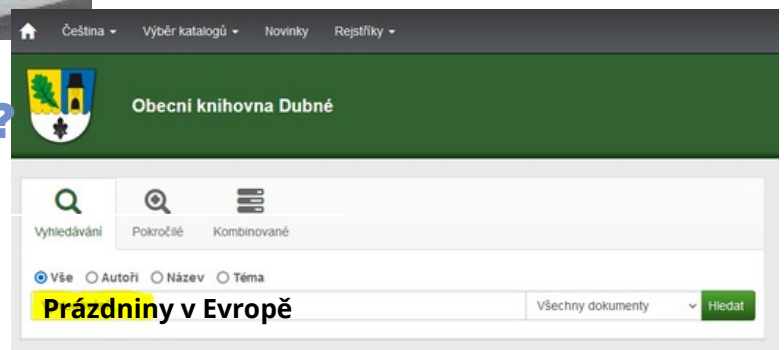 Čeština Výběr katalogů Novinky Rejstříky
?
Obecní knihovna Dubné
Vyhledávání Pokročilé Kombinované
Vše Autoři Název Téma
Prázdniny v Evropě Všechny dokumenty Hledat